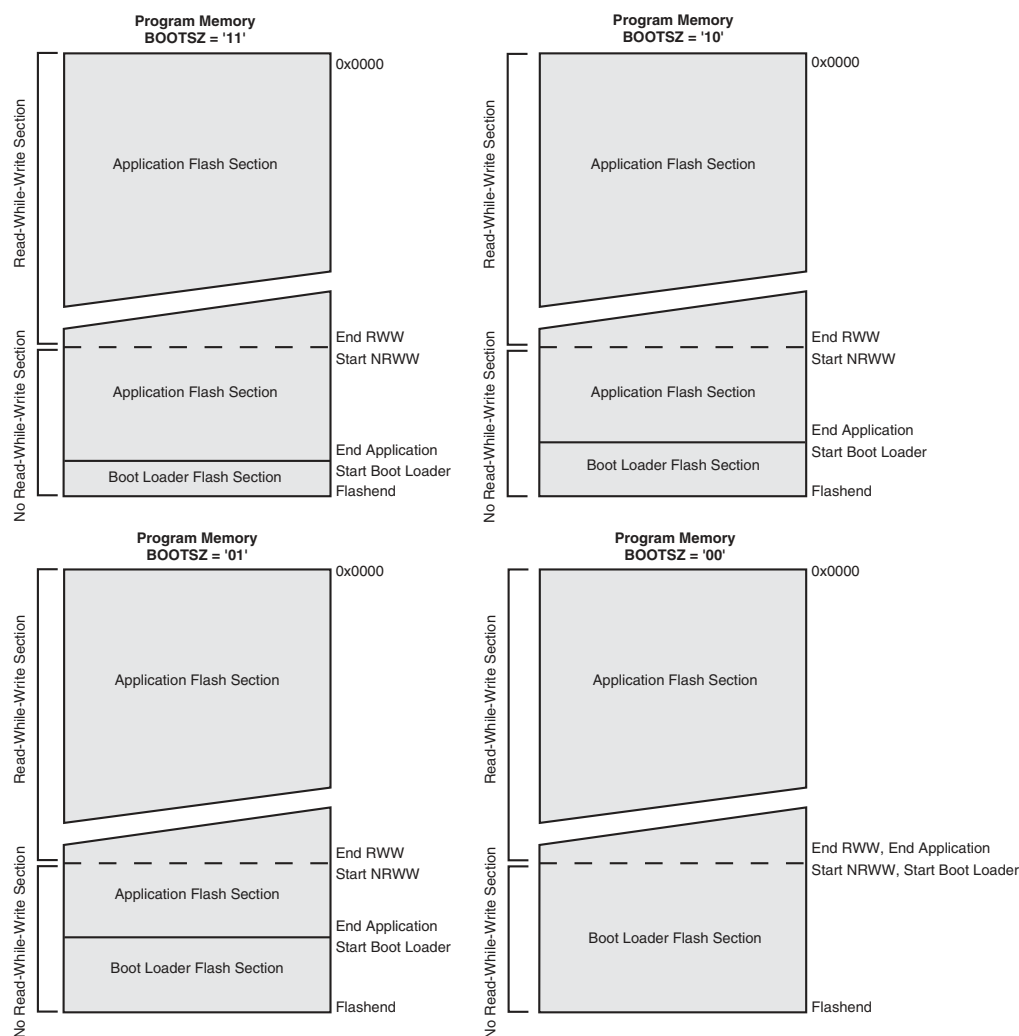 Program Memory
BOOTSZ = '11'
0x0000
Read-While-Write Section
Application Flash Section
End RWW
Start NRWW
No Read-While-Write Section
Application Flash Section
End Application
Start Boot Loader
Boot Loader Flash Section
Flashend
Program Memory
BOOTSZ = '10'
0x0000
Read-While-Write Section
Application Flash Section
End RWW
Start NRWW
No Read-While-Write Section
Application Flash Section
End Application
Start Boot Loader
Boot Loader Flash Section
Flashend
Program Memory
BOOTSZ = '01'
0x0000
Read-While-Write Section
Application Flash Section
End RWW
Start NRWW
No Read-While-Write Section
Application Flash Section
End Application
Start Boot Loader
Boot Loader Flash Section
Flashend
Program Memory
BOOTSZ = '00'
0x0000
Read-While-Write Section
Application Flash Section
End RWW, End Application
Start NRWW, Start Boot Loader
No Read-While-Write Section
Boot Loader Flash Section
Flashend